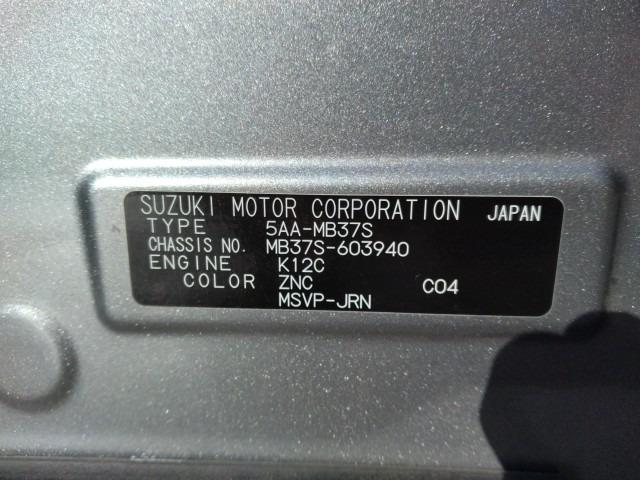 SUZUKI MOTOR CORPORATION JAPAN
TYPE 5AA-MB37S
CHASSIS NO. MB37S-603940
ENGINE K12C
COLOR ZNC C04
MSVP-JRN